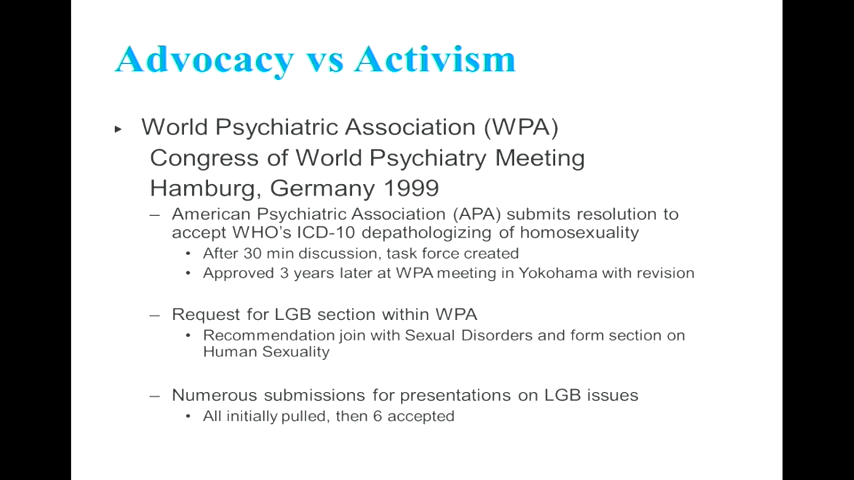 Advocacy vs Activism
▸ World Psychiatric Association (WPA)
Congress of World Psychiatry Meeting
Hamburg, Germany 1999
– American Psychiatric Association (APA) submits resolution to
accept WHO's ICD-10 depathologizing of homosexuality
• After 30 min discussion, task force created
• Approved 3 years later at WPA meeting in Yokohama with revision
– Request for LGB section within WPA
• Recommendation join with Sexual Disorders and form section on
Human Sexuality
– Numerous submissions for presentations on LGB issues
• All initially pulled, then 6 accepted